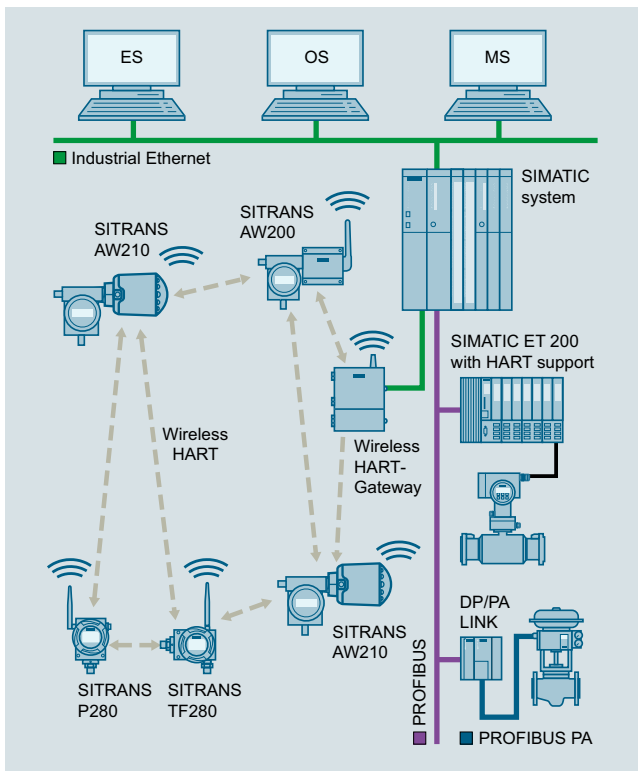 ES
OS
MS
Industrial Ethernet
SIMATIC
system
SITRANS
AW200
SITRANS
AW210
SIMATIC ET 200
with HART support
Wireless
HART
Wireless
HART-
Gateway
SITRANS
AW210
DP/PA
LINK
SITRANS
P280
SITRANS
TF280
PROFIBUS
PROFIBUS PA